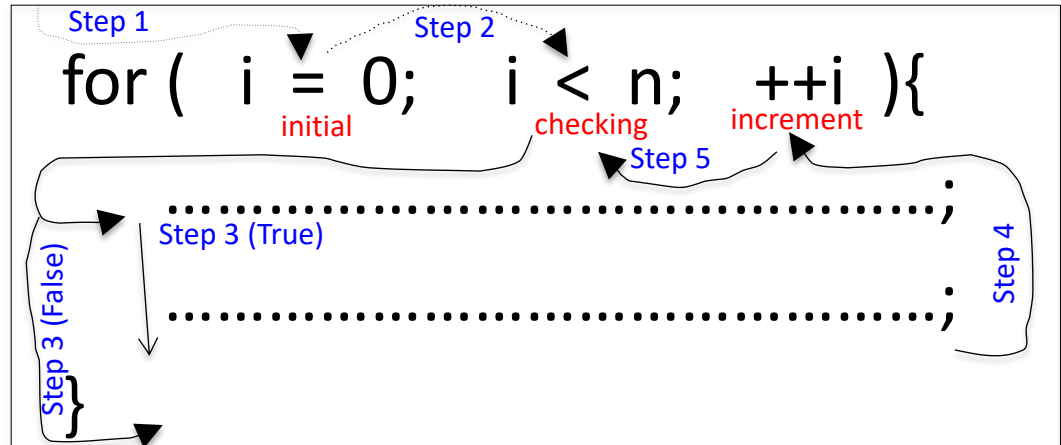 Step 1 Step 2
for ( i = 0; i < n; ++i ){
initial checking increment
Step 5
........................................................;
Step 3 (True)
Step 4
Step 3 (False)
........................................................;
}